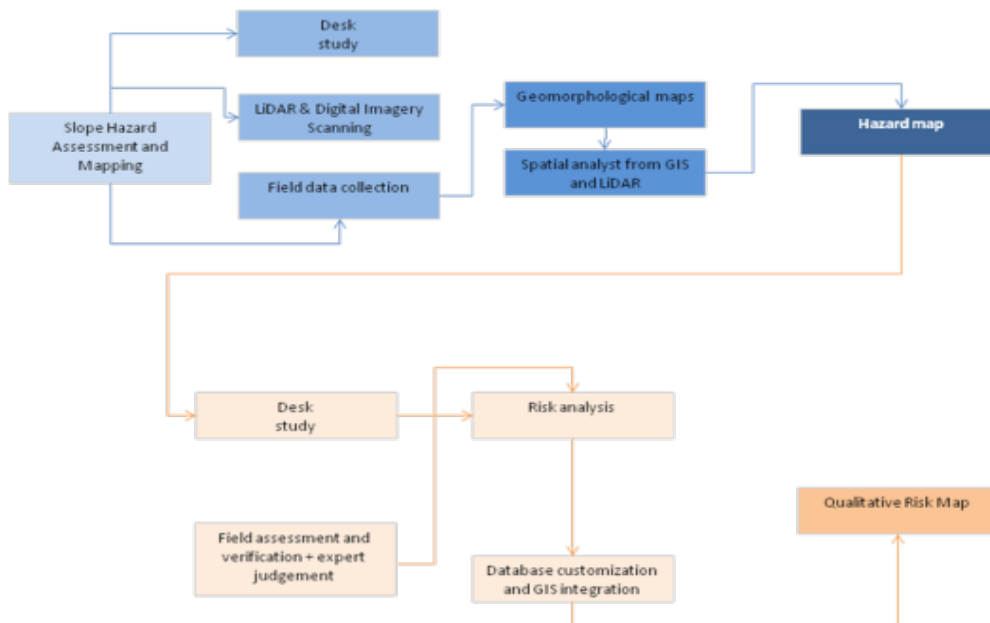 Desk
study
LiDAR & Digital Imagery
Scanning
Slope Hazard
Assessment and
Mapping
Field data collection
Geomorphological maps
Spatial analyst from GIS
and LiDAR
Hazard map
Desk
study
Risk analysis
Field assessment and
verification + expert
judgement
Database customization
and GIS integration
Qualitative Risk Map